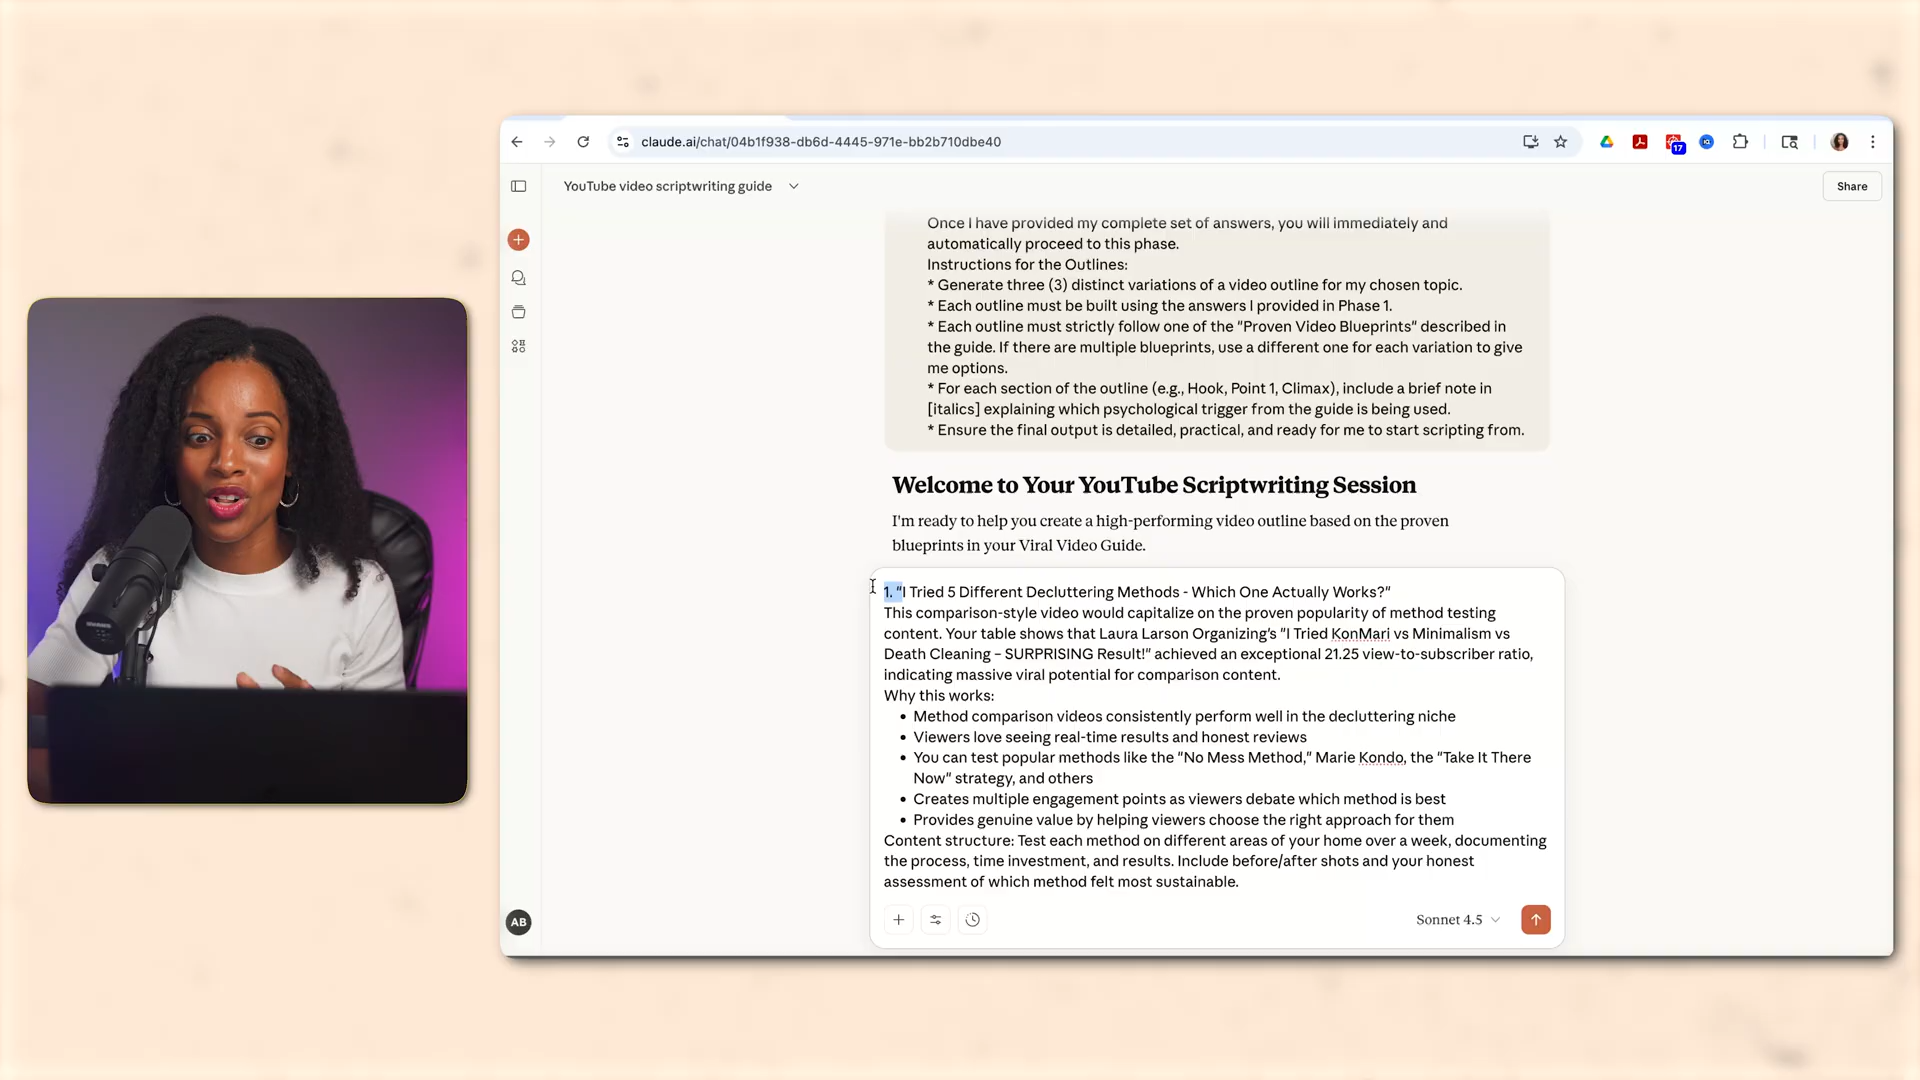 claude.ai/chat/04b1f938-db6d-4445-971e-bb2b710dbe40
17
YouTube video scriptwriting guide
Share
Once I have provided my complete set of answers, you will immediately and
automatically proceed to this phase.
Instructions for the Outlines:
* Generate three (3) distinct variations of a video outline for my chosen topic.
* Each outline must be built using the answers I provided in Phase 1.
* Each outline must strictly follow one of the "Proven Video Blueprints" described in
the guide. If there are multiple blueprints, use a different one for each variation to give
me options.
* For each section of the outline (e.g., Hook, Point 1, Climax), include a brief note in
[italics] explaining which psychological trigger from the guide is being used.
* Ensure the final output is detailed, practical, and ready for me to start scripting from.
Welcome to Your YouTube Scriptwriting Session
I'm ready to help you create a high-performing video outline based on the proven
blueprints in your Viral Video Guide.
1. "I Tried 5 Different Decluttering Methods - Which One Actually Works?"
This comparison-style video would capitalize on the proven popularity of method testing
content. Your table shows that Laura Larson Organizing's "I Tried KonMari vs Minimalism vs
Death Cleaning – SURPRISING Result!" achieved an exceptional 21.25 view-to-subscriber ratio,
indicating massive viral potential for comparison content.
Why this works:
• Method comparison videos consistently perform well in the decluttering niche
• Viewers love seeing real-time results and honest reviews
• You can test popular methods like the "No Mess Method," Marie Kondo, the "Take It There
Now" strategy, and others
• Creates multiple engagement points as viewers debate which method is best
• Provides genuine value by helping viewers choose the right approach for them
Content structure: Test each method on different areas of your home over a week, documenting
the process, time investment, and results. Include before/after shots and your honest
assessment of which method felt most sustainable.
AB
Sonnet 4.5